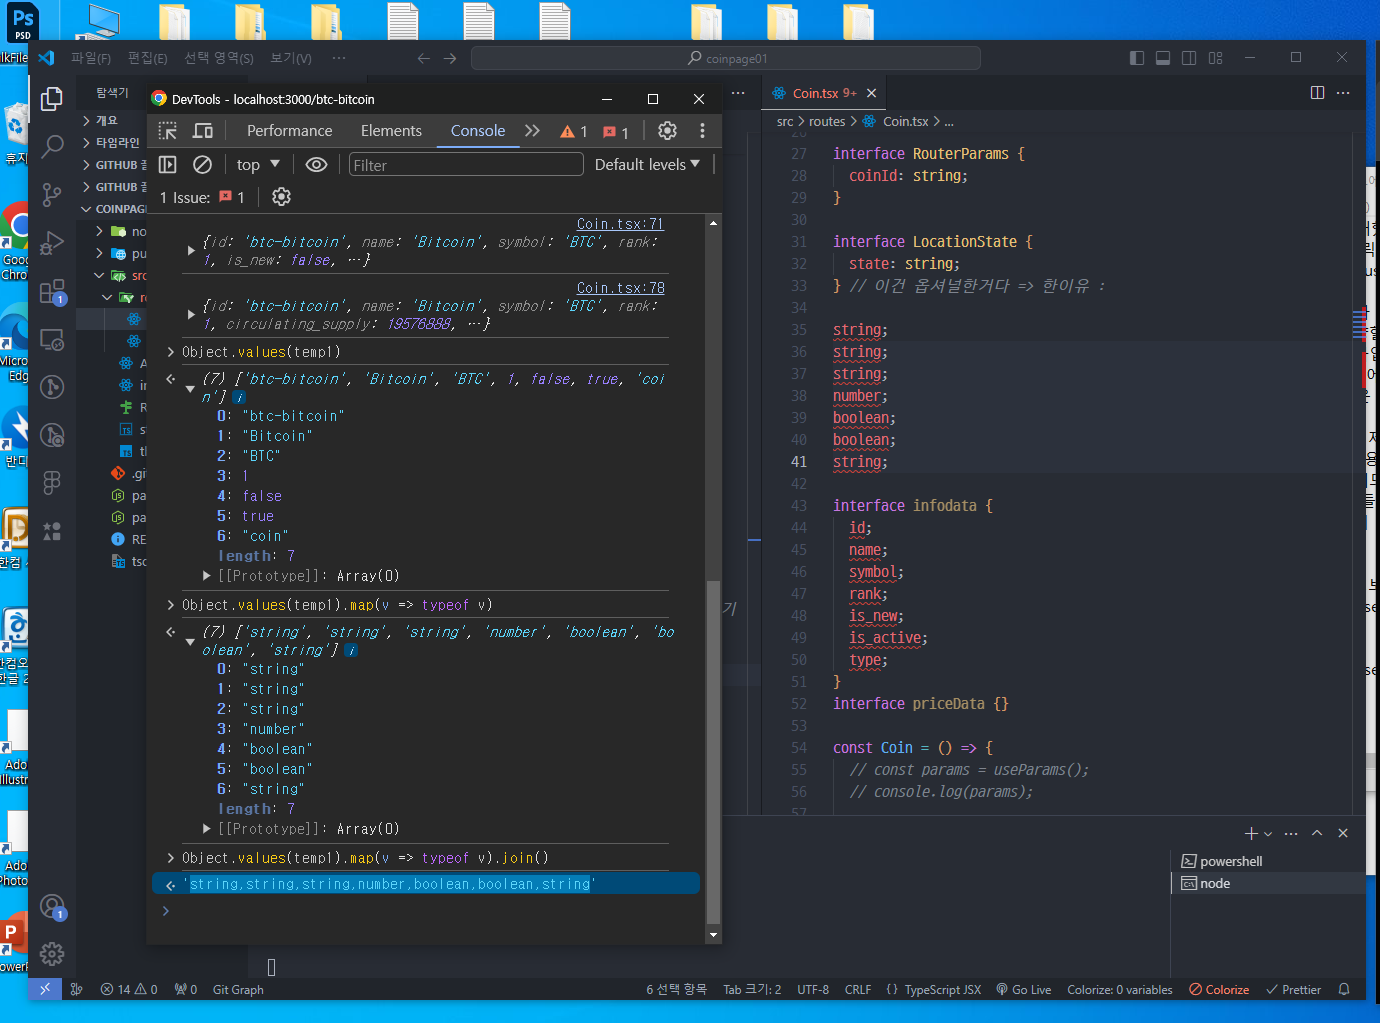 Ps
PSD
파일(F) 편집(E) 선택 영역(S) 보기(V) ···
coinpage01
탐색기
개요
타임라인
COINPAG
src
DevTools - localhost:3000/btc-bitcoin
Performance Elements Console 1 1
top Filter Default levels
1 Issue: 1
Coin.tsx:71
{id: 'btc-bitcoin', name: 'Bitcoin', symbol: 'BTC', rank:
1, is_new: false, …}
Coin.tsx:78
{id: 'btc-bitcoin', name: 'Bitcoin', symbol: 'BTC', rank:
1, circulating_supply: 19576888, …}
Object.values(temp1)
(7) ['btc-bitcoin', 'Bitcoin', 'BTC', 1, false, true, 'coi
n'] i
0: "btc-bitcoin"
1: "Bitcoin"
2: "BTC"
3: 1
4: false
5: true
6: "coin"
length: 7
[[Prototype]]: Array(0)
Object.values(temp1).map(v => typeof v)
(7) ['string', 'string', 'string', 'number', 'boolean', 'bo
olean', 'string'] i
0: "string"
1: "string"
2: "string"
3: "number"
4: "boolean"
5: "boolean"
6: "string"
length: 7
[[Prototype]]: Array(0)
Object.values(temp1).map(v => typeof v).join()
'string,string,string,number,boolean,boolean,string'
Coin.tsx 9+
src > routes > Coin.tsx > ...
27 interface RouterParams {
28 coinId: string;
29 }
30
31 interface LocationState {
32 state: string;
33 } // 이건 옵셔널한거다 => 한이유 :
34
35 string;
36 string;
37 string;
38 number;
39 boolean;
40 boolean;
41 string;
42
43 interface infodata {
44 id;
45 name;
46 symbol;
47 rank;
48 is_new;
49 is_active;
50 type;
51 }
52 interface priceData {}
53
54 const Coin = () => {
55 // const params = useParams();
56 // console.log(params);
57
powershell
node
14 0 0 Git Graph
6 선택 항목 Tab 크기: 2 UTF-8 CRLF {} TypeScript JSX Go Live Colorize: 0 variables Colorize Prettier